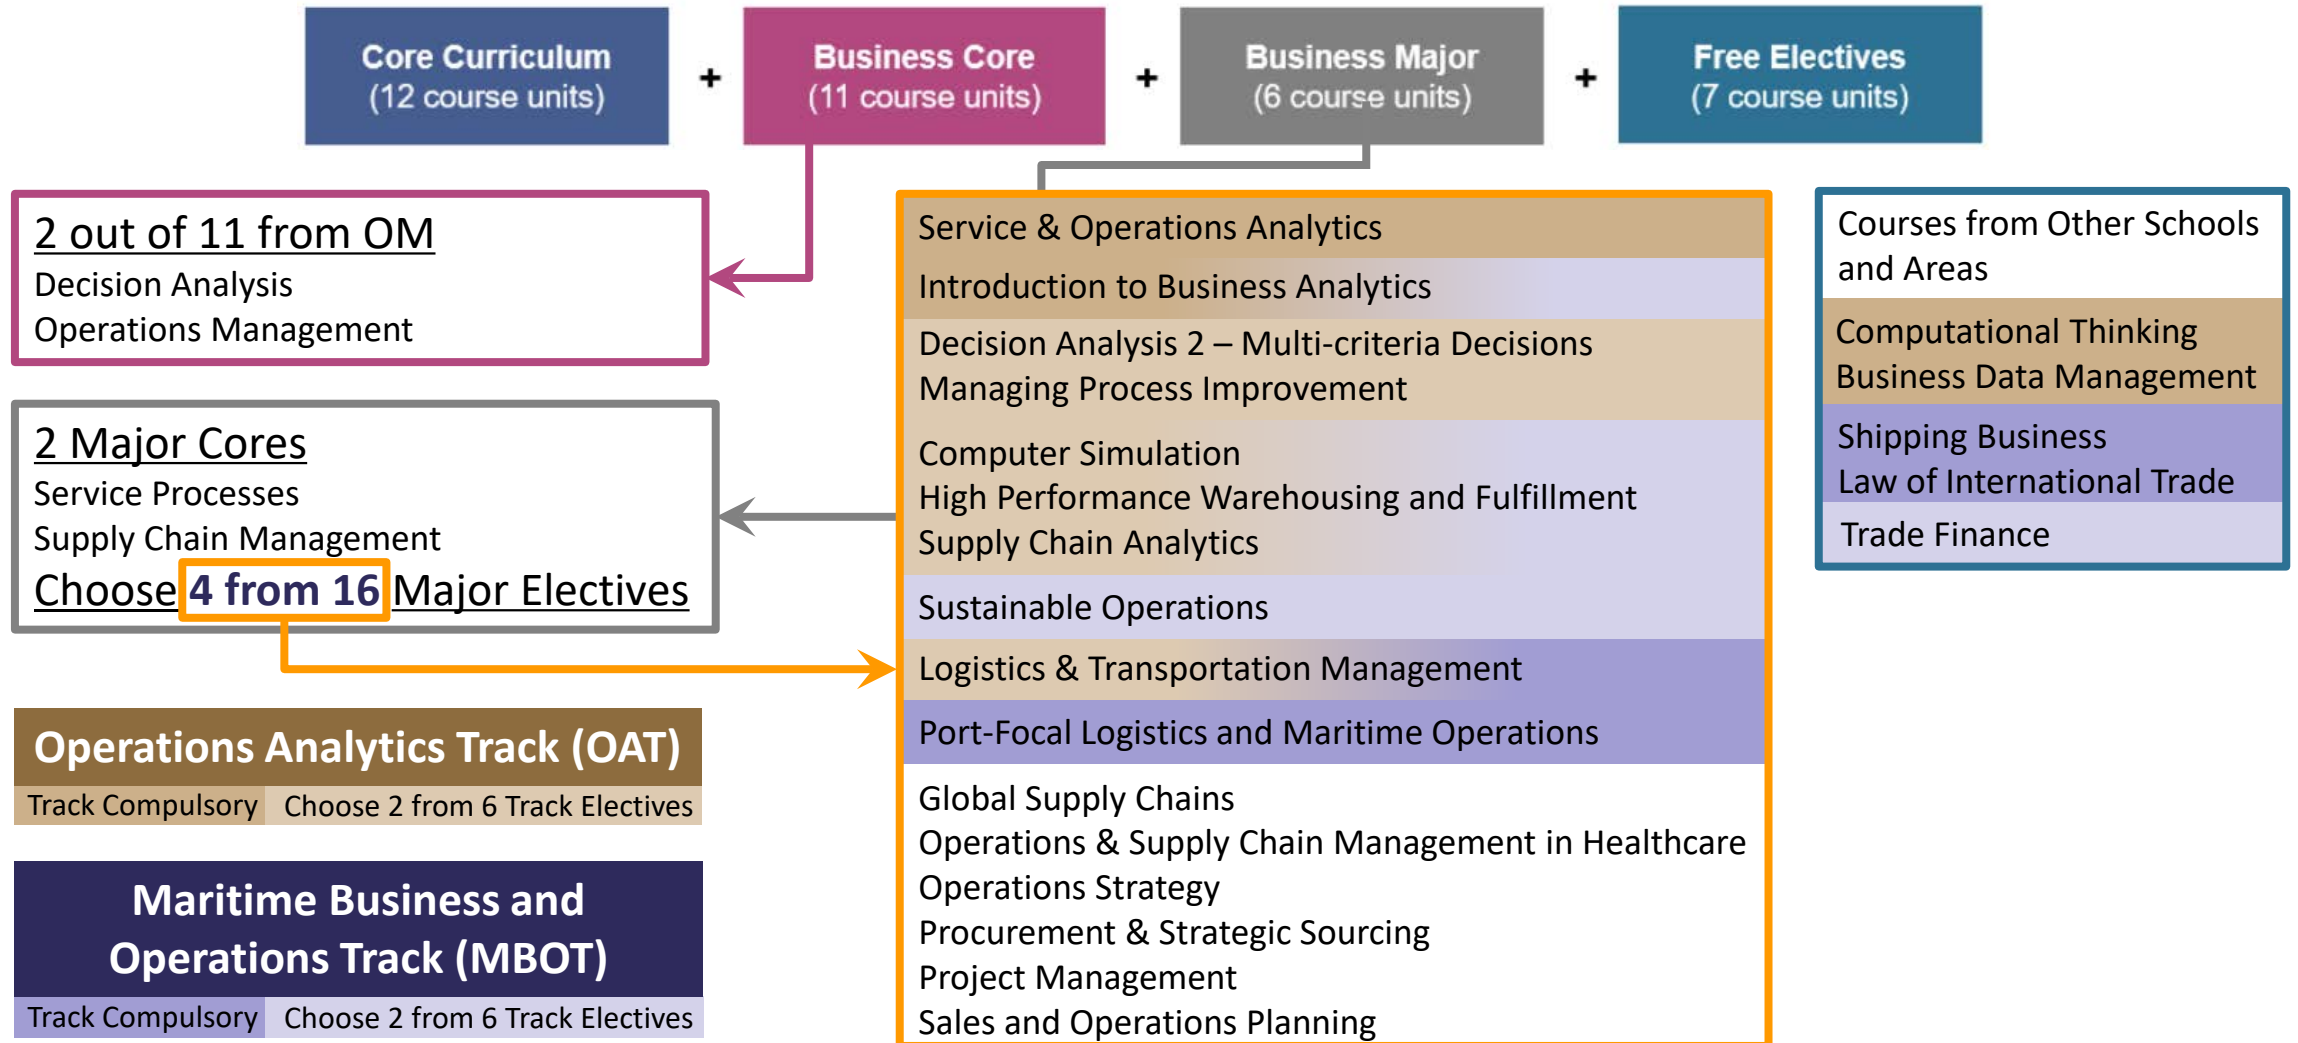 Core Curriculum
(12 course units)
+
Business Core
(11 course units)
+
Business Major
(6 course units)
+
Free Electives
(7 course units)
2 out of 11 from OM
Decision Analysis
Operations Management
2 Major Cores
Service Processes
Supply Chain Management
Choose 4 from 16 Major Electives
Operations Analytics Track (OAT)
Track Compulsory
Choose 2 from 6 Track Electives
Maritime Business and
Operations Track (MBOT)
Track Compulsory
Choose 2 from 6 Track Electives
Service & Operations Analytics
Introduction to Business Analytics
Decision Analysis 2 – Multi-criteria Decisions
Managing Process Improvement
Computer Simulation
High Performance Warehousing and Fulfillment
Supply Chain Analytics
Sustainable Operations
Logistics & Transportation Management
Port-Focal Logistics and Maritime Operations
Global Supply Chains
Operations & Supply Chain Management in Healthcare
Operations Strategy
Procurement & Strategic Sourcing
Project Management
Sales and Operations Planning
Courses from Other Schools
and Areas
Computational Thinking
Business Data Management
Shipping Business
Law of International Trade
Trade Finance